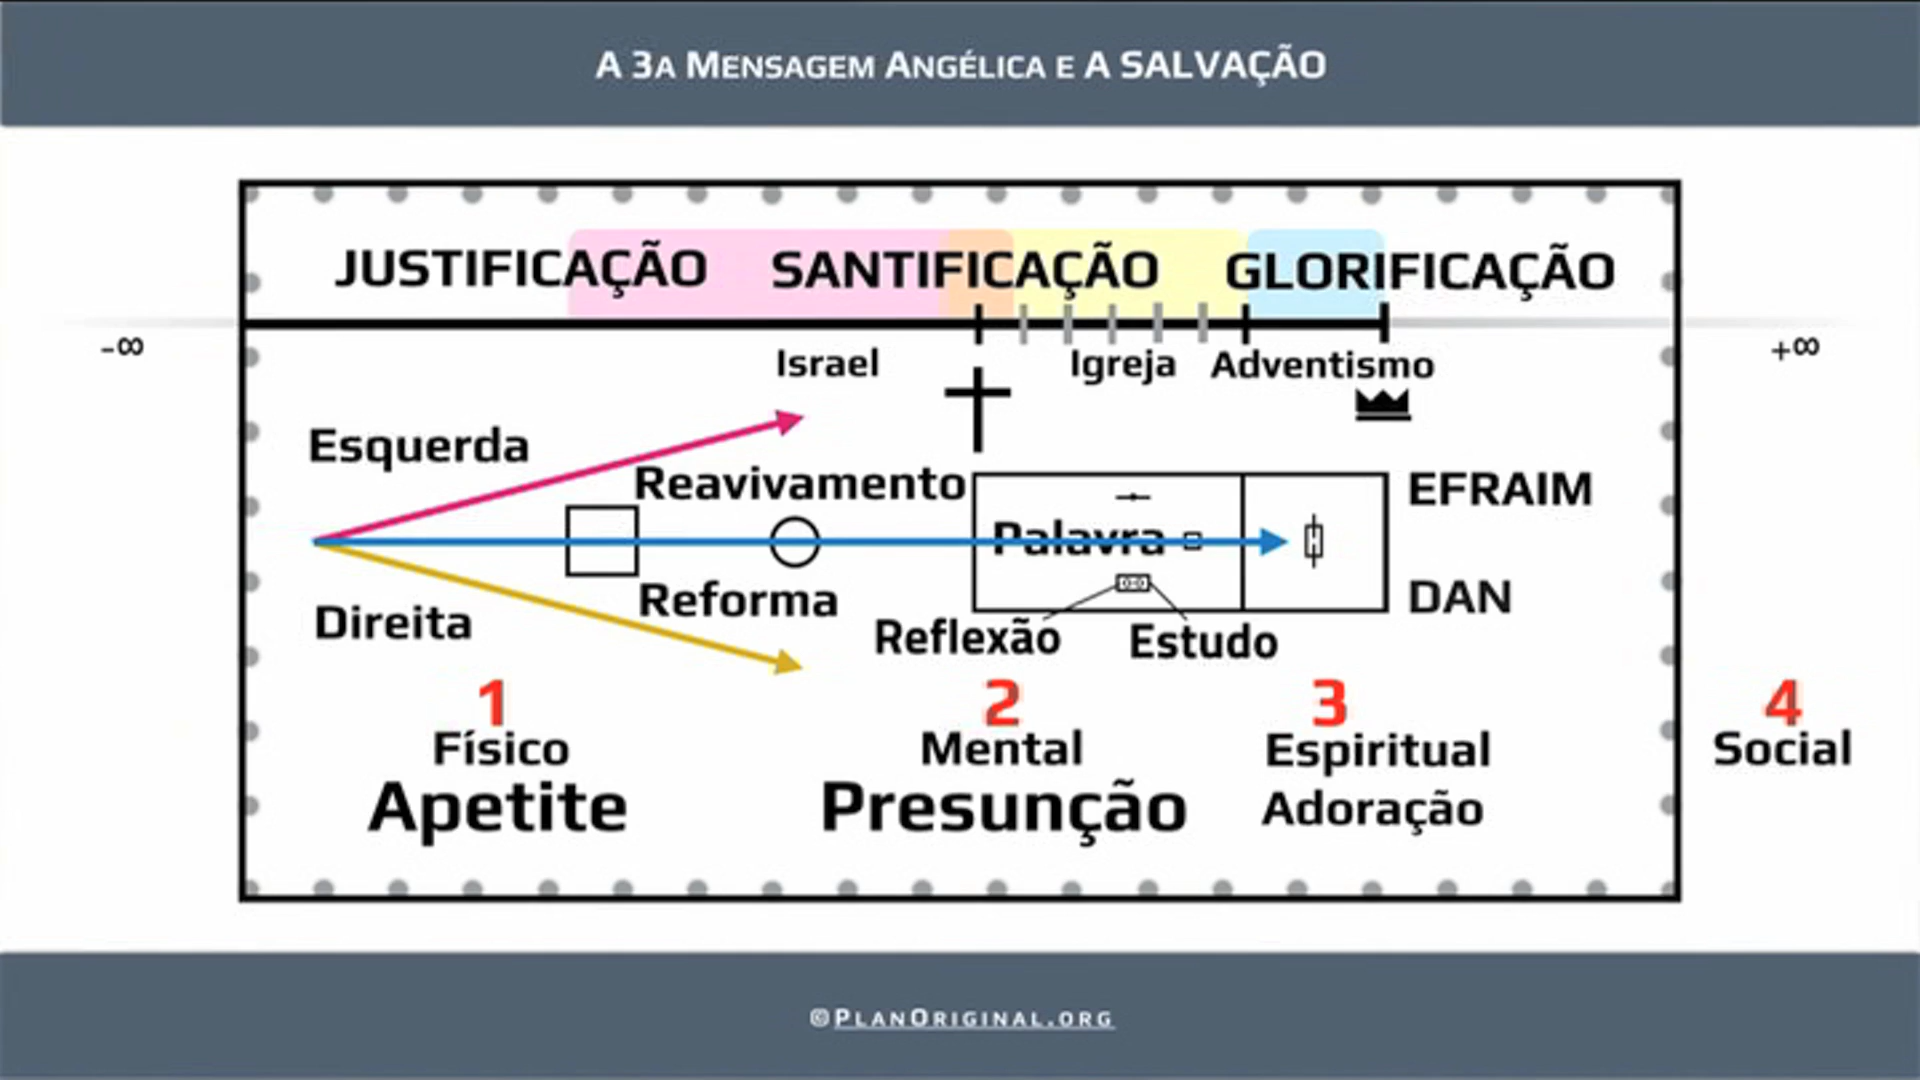 A 3A MENSAGEM ANGÉLICA E A SALVAÇÃO
JUSTIFICAÇÃO SANTIFICAÇÃO GLORIFICAÇÃO
-∞ +∞
Israel Igreja Adventismo
Esquerda
Reavivamento EFRAIM
Palavra
Reforma DAN
Direita
Reflexão Estudo
1 2 3 4
Físico Mental Espiritual Social
Apetite Presunção Adoração
©PLANORIGINAL.ORG